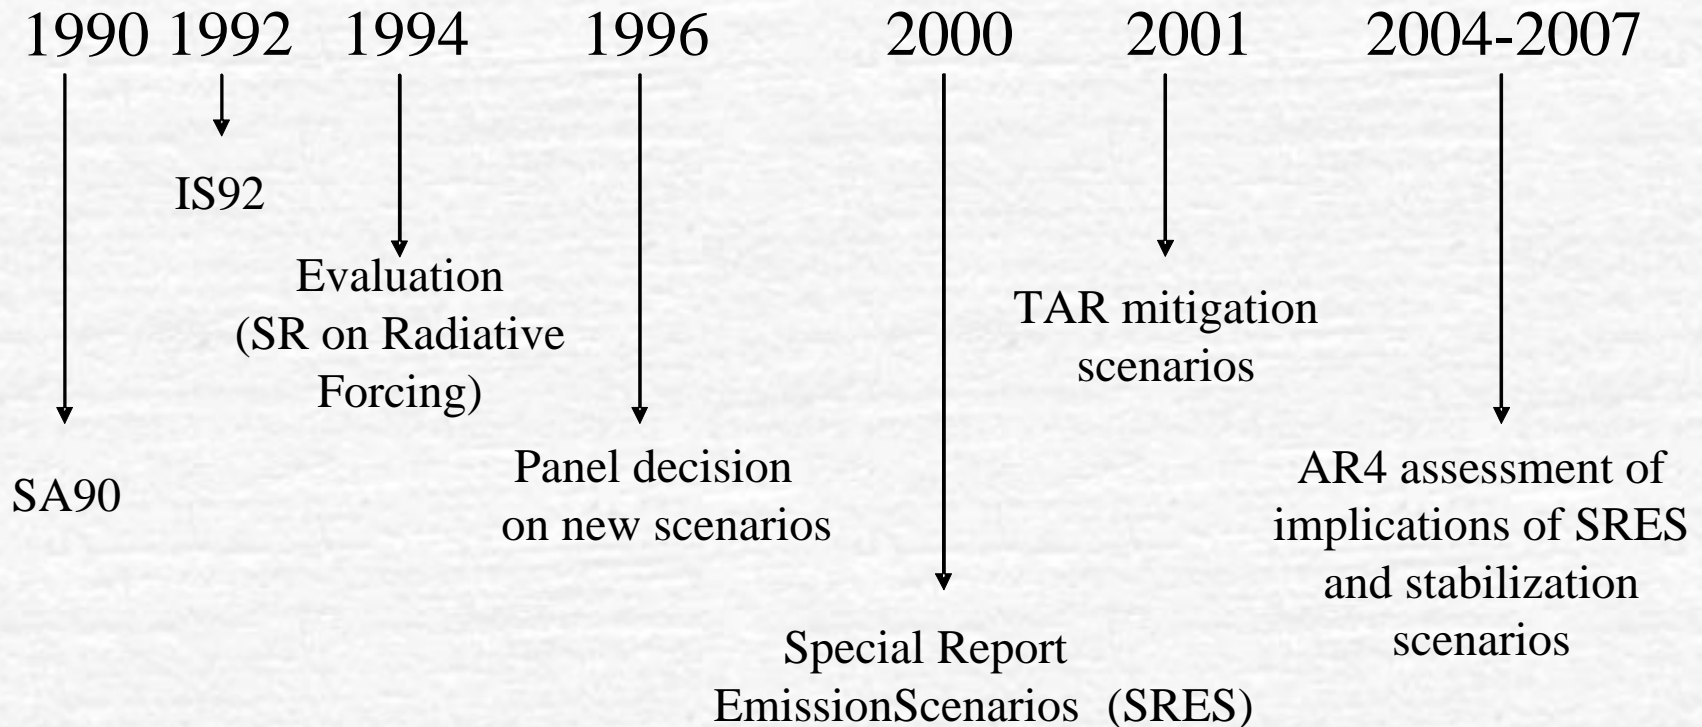 1990 1992 1994 1996 2000 2001 2004-2007
IS92
Evaluation
(SR on Radiative
Forcing)
TAR mitigation
scenarios
SA90
Panel decision
on new scenarios
AR4 assessment of
implications of SRES
and stabilization
scenarios
Special Report
EmissionScenarios (SRES)